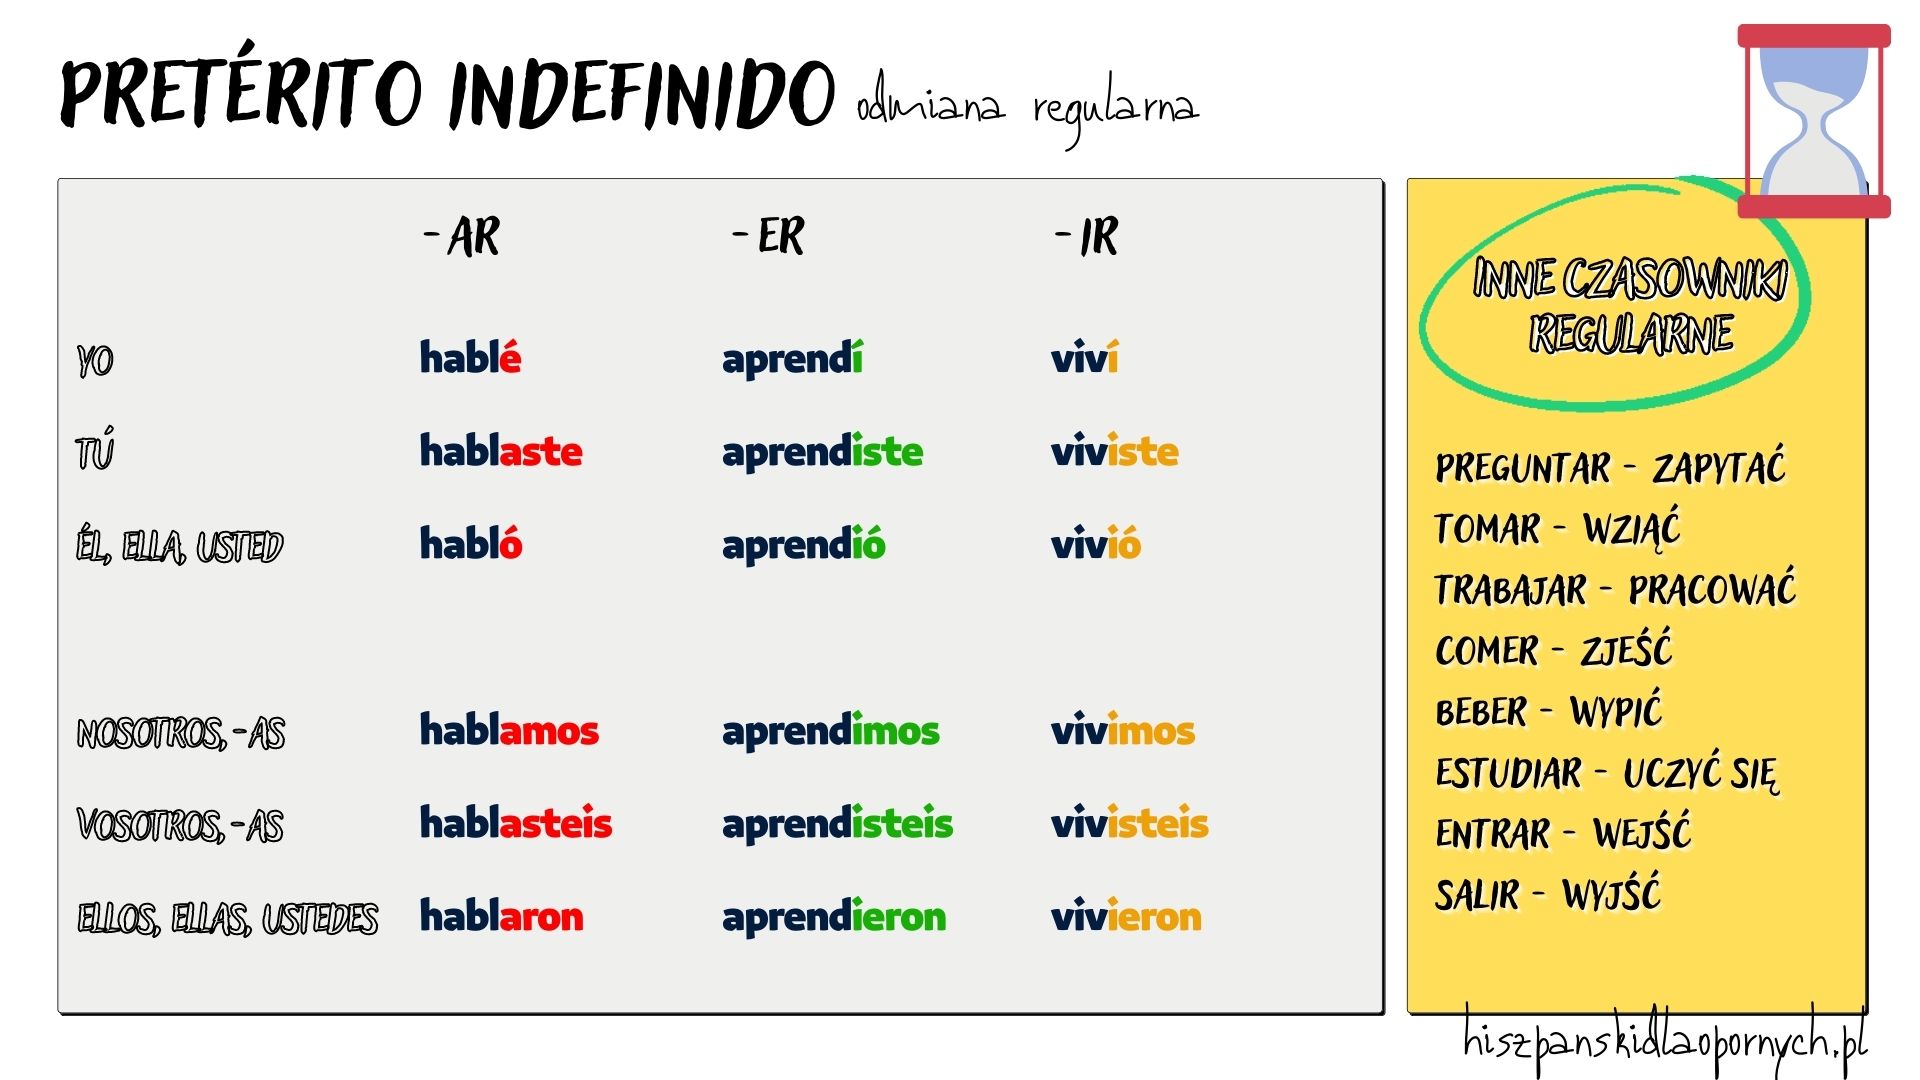 PRETÉRITO INDEFINIDO odmiana regularna
- AR - ER - IR
YO hablé aprendí viví
TÚ hablaste aprendiste viviste
ÉL, ELLA, USTED habló aprendió vivió
NOSOTROS, -AS hablamos aprendimos vivimos
VOSOTROS, -AS hablasteis aprendisteis vivisteis
ELLOS, ELLAS, USTEDES hablaron aprendieron vivieron
INNE CZASOWNIKI
REGULARNE
PREGUNTAR - ZAPYTAĆ
TOMAR - WZIĄĆ
TRABAJAR - PRACOWAĆ
COMER - ZJEŚĆ
BEBER - WYPIĆ
ESTUDIAR - UCZYĆ SIĘ
ENTRAR - WEJŚĆ
SALIR - WYJŚĆ
hiszpanskidlaopornych.pl